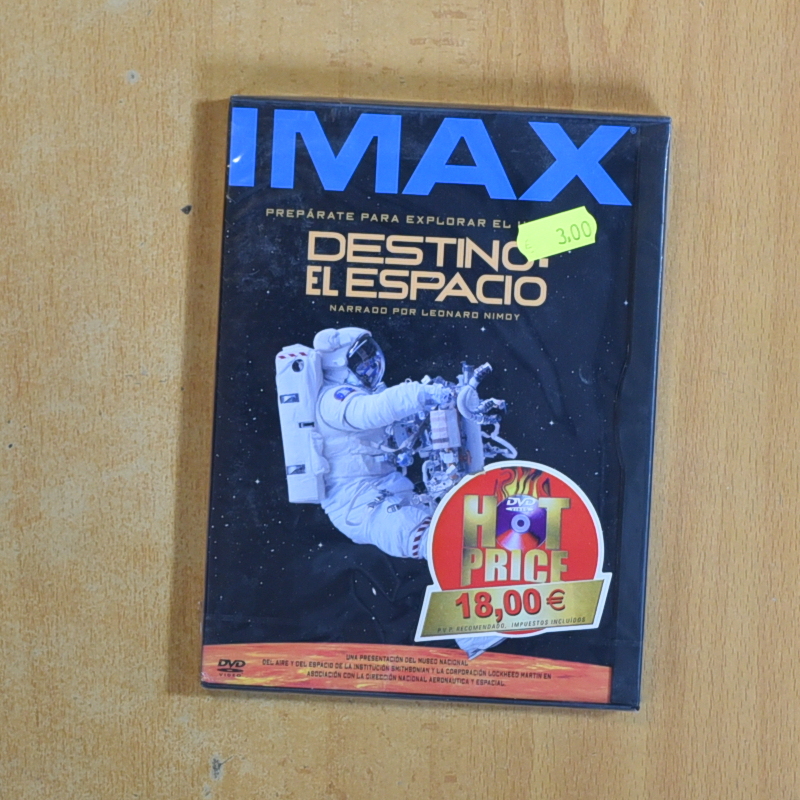 IMAX
PREPÁRATE PARA EXPLORAR EL
3.00
DESTINO:
EL ESPACIO
NARRADO POR LEONARD NIMOY
DVD
HOT
PRICE
18,00€
P.V.P. RECOMENDADO, IMPUESTOS INCLUIDOS
DVD
VIDEO
UNA PRESENTACIÓN DEL MUSEO NACIONAL
DEL AIRE Y DEL ESPACIO DE LA INSTITUCIÓN SMITHSONIAN Y LA CORPORACIÓN LOCKHEED MARTIN EN
ASOCIACIÓN CON LA DIRECCIÓN NACIONAL AERONÁUTICA Y ESPACIAL.